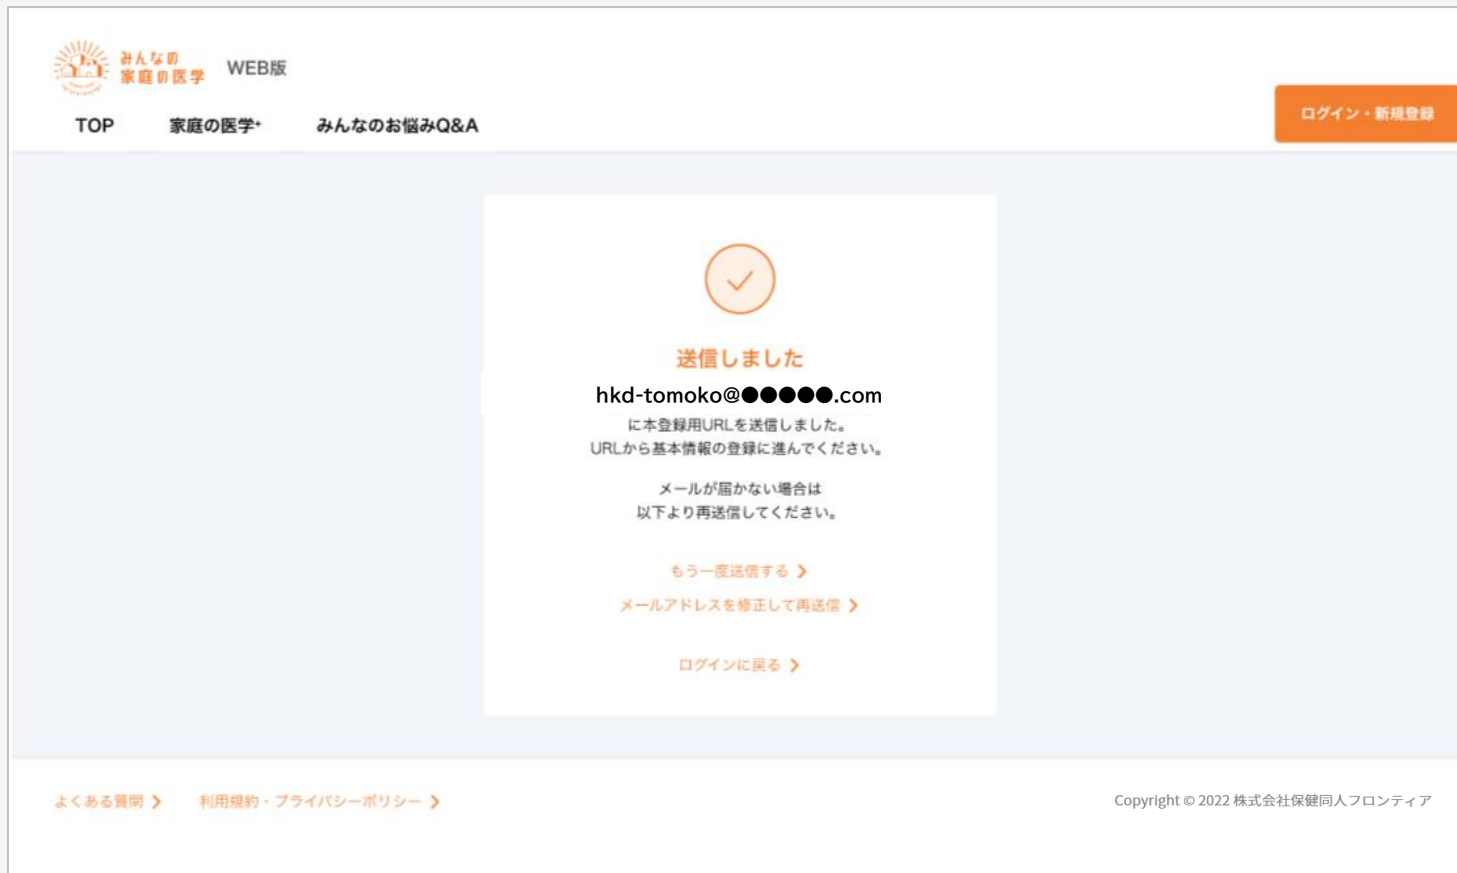 みんなの
家庭の医学
WEB版
TOP
家庭の医学+
みんなのお悩みQ&A
ログイン・新規登録
送信しました
hkd-tomoko@●●●●●.com
に本登録用URLを送信しました。
URLから基本情報の登録に進んでください。
メールが届かない場合は
以下より再送信してください。
もう一度送信する
メールアドレスを修正して再送信
ログインに戻る
よくある質問
利用規約・プライバシーポリシー
Copyright © 2022 株式会社保健同人フロンティア